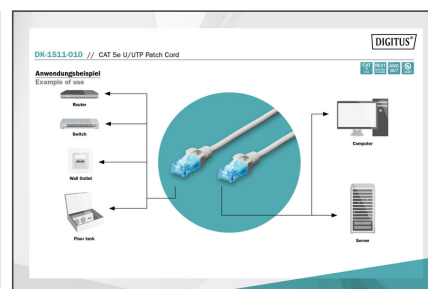 DIGITUS®
DK-1511-010 // CAT 5e U/UTP Patch Cord
Anwendungsbeispiel
Example of use
Router
Switch
Wall Outlet
Floor tank
Computer
Server